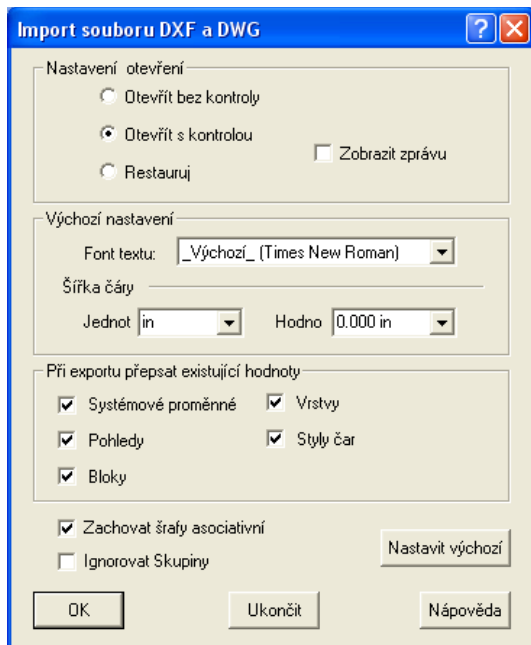 Import souboru DXF a DWG
Nastavení otevření
Otevřít bez kontroly
Otevřít s kontrolou
Zobrazit zprávu
Restauruj
Výchozí nastavení
Font textu: _Výchozí_ (Times New Roman)
Šířka čáry
Jednot in Hodno 0.000 in
Při exportu přepsat existující hodnoty
Systémové proměnné Vrstvy
Pohledy Styly čar
Bloky
Zachovat šrafy asociativní
Nastavit výchozí
Ignorovat Skupiny
OK Ukončit Nápověda